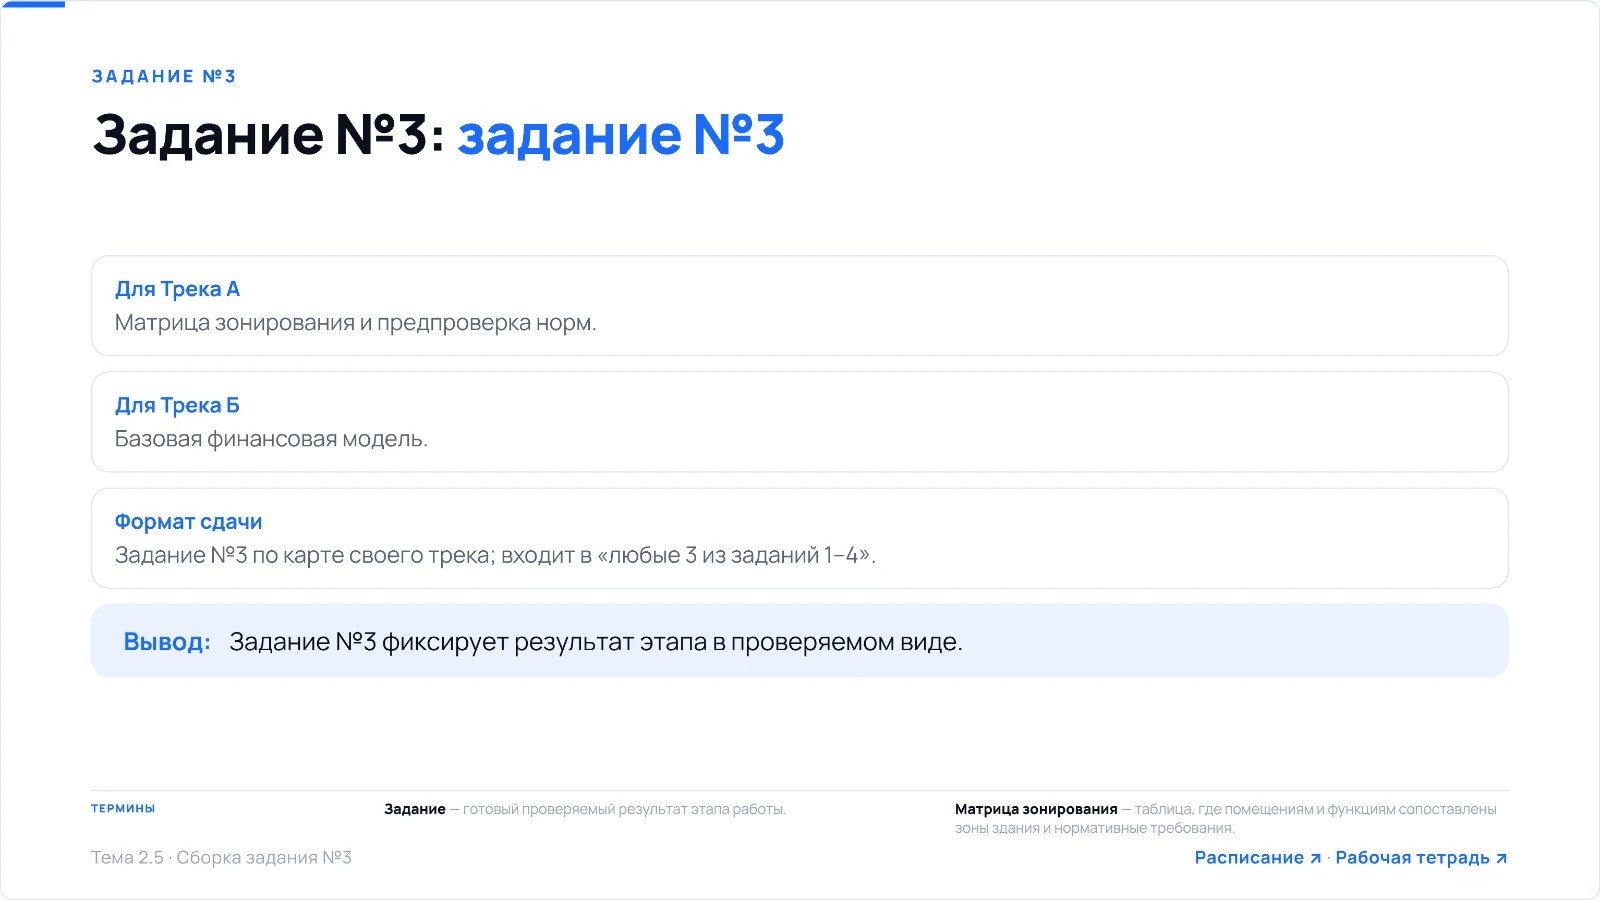 ЗАДАНИЕ №3
Задание №3: задание №3
Для Трека А
Матрица зонирования и предпроверка норм.
Для Трека Б
Базовая финансовая модель.
Формат сдачи
Задание №3 по карте своего трека; входит в «любые 3 из заданий 1–4».
Вывод: Задание №3 фиксирует результат этапа в проверяемом виде.
ТЕРМИНЫ
Задание — готовый проверяемый результат этапа работы.
Матрица зонирования — таблица, где помещениям и функциям сопоставлены
зоны здания и нормативные требования.
Тема 2.5 · Сборка задания №3
Расписание ↗ · Рабочая тетрадь ↗